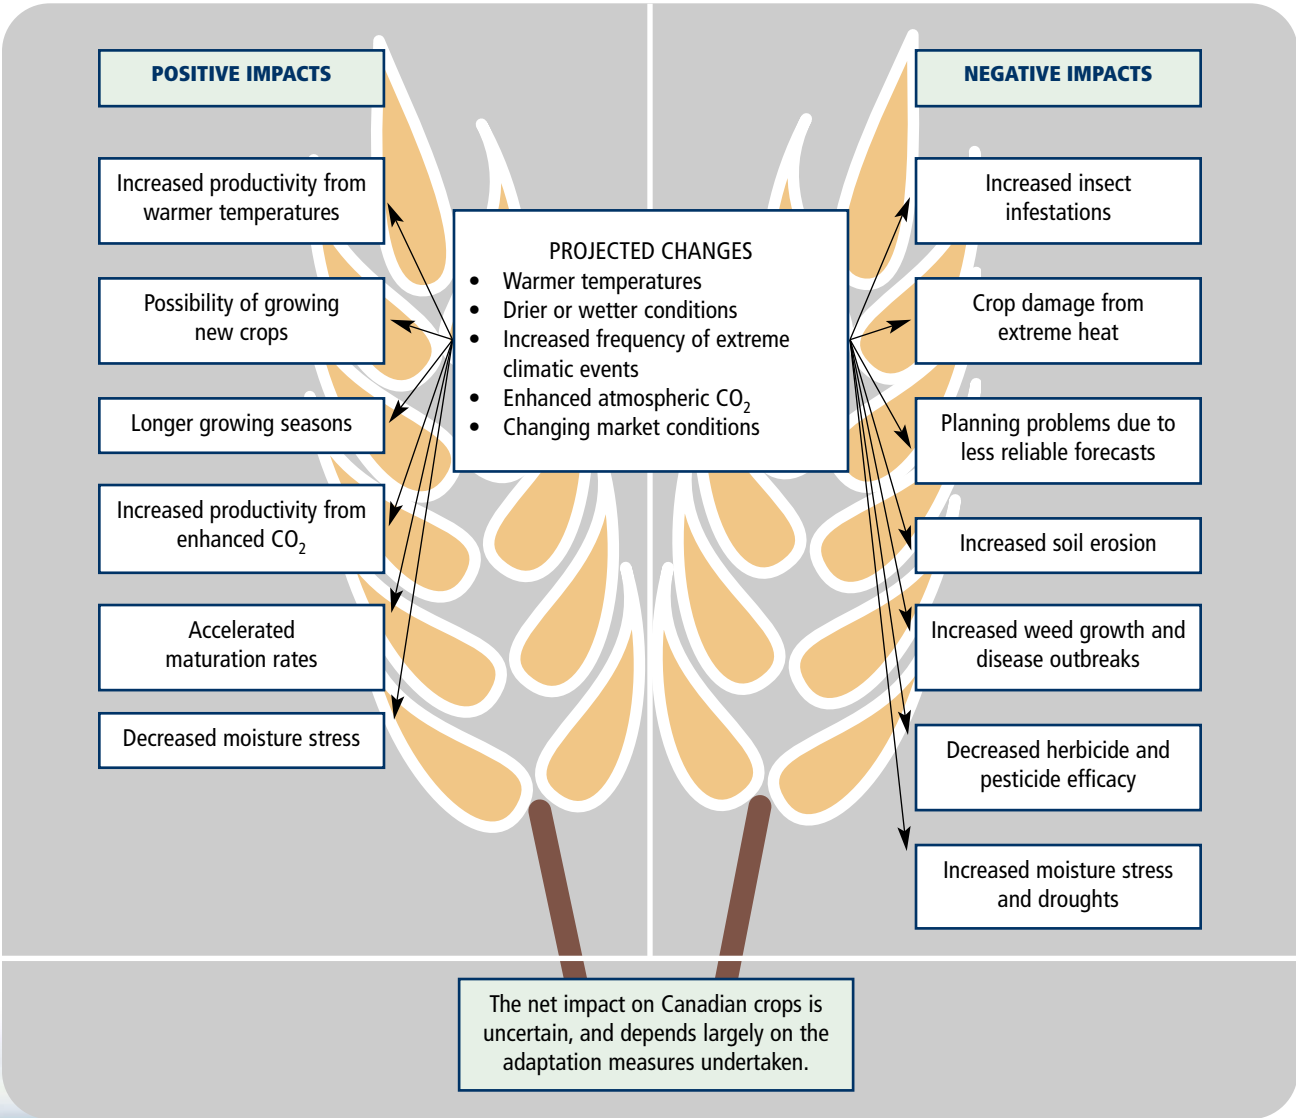 POSITIVE IMPACTS
Increased productivity from
warmer temperatures
Possibility of growing
new crops
Longer growing seasons
Increased productivity from
enhanced CO₂
Accelerated
maturation rates
Decreased moisture stress
PROJECTED CHANGES
• Warmer temperatures
• Drier or wetter conditions
• Increased frequency of extreme
climatic events
• Enhanced atmospheric CO₂
• Changing market conditions
NEGATIVE IMPACTS
Increased insect
infestations
Crop damage from
extreme heat
Planning problems due to
less reliable forecasts
Increased soil erosion
Increased weed growth and
disease outbreaks
Decreased herbicide and
pesticide efficacy
Increased moisture stress
and droughts
The net impact on Canadian crops is
uncertain, and depends largely on the
adaptation measures undertaken.